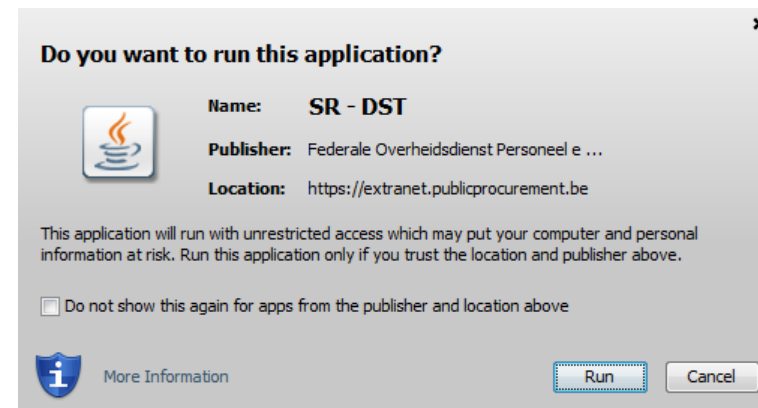 Do you want to run this application?
Name: SR - DST
Publisher: Federale Overheidsdienst Personeel e ...
Location: https://extranet.publicprocurement.be
This application will run with unrestricted access which may put your computer and personal
information at risk. Run this application only if you trust the location and publisher above.
Do not show this again for apps from the publisher and location above
More Information
Run Cancel